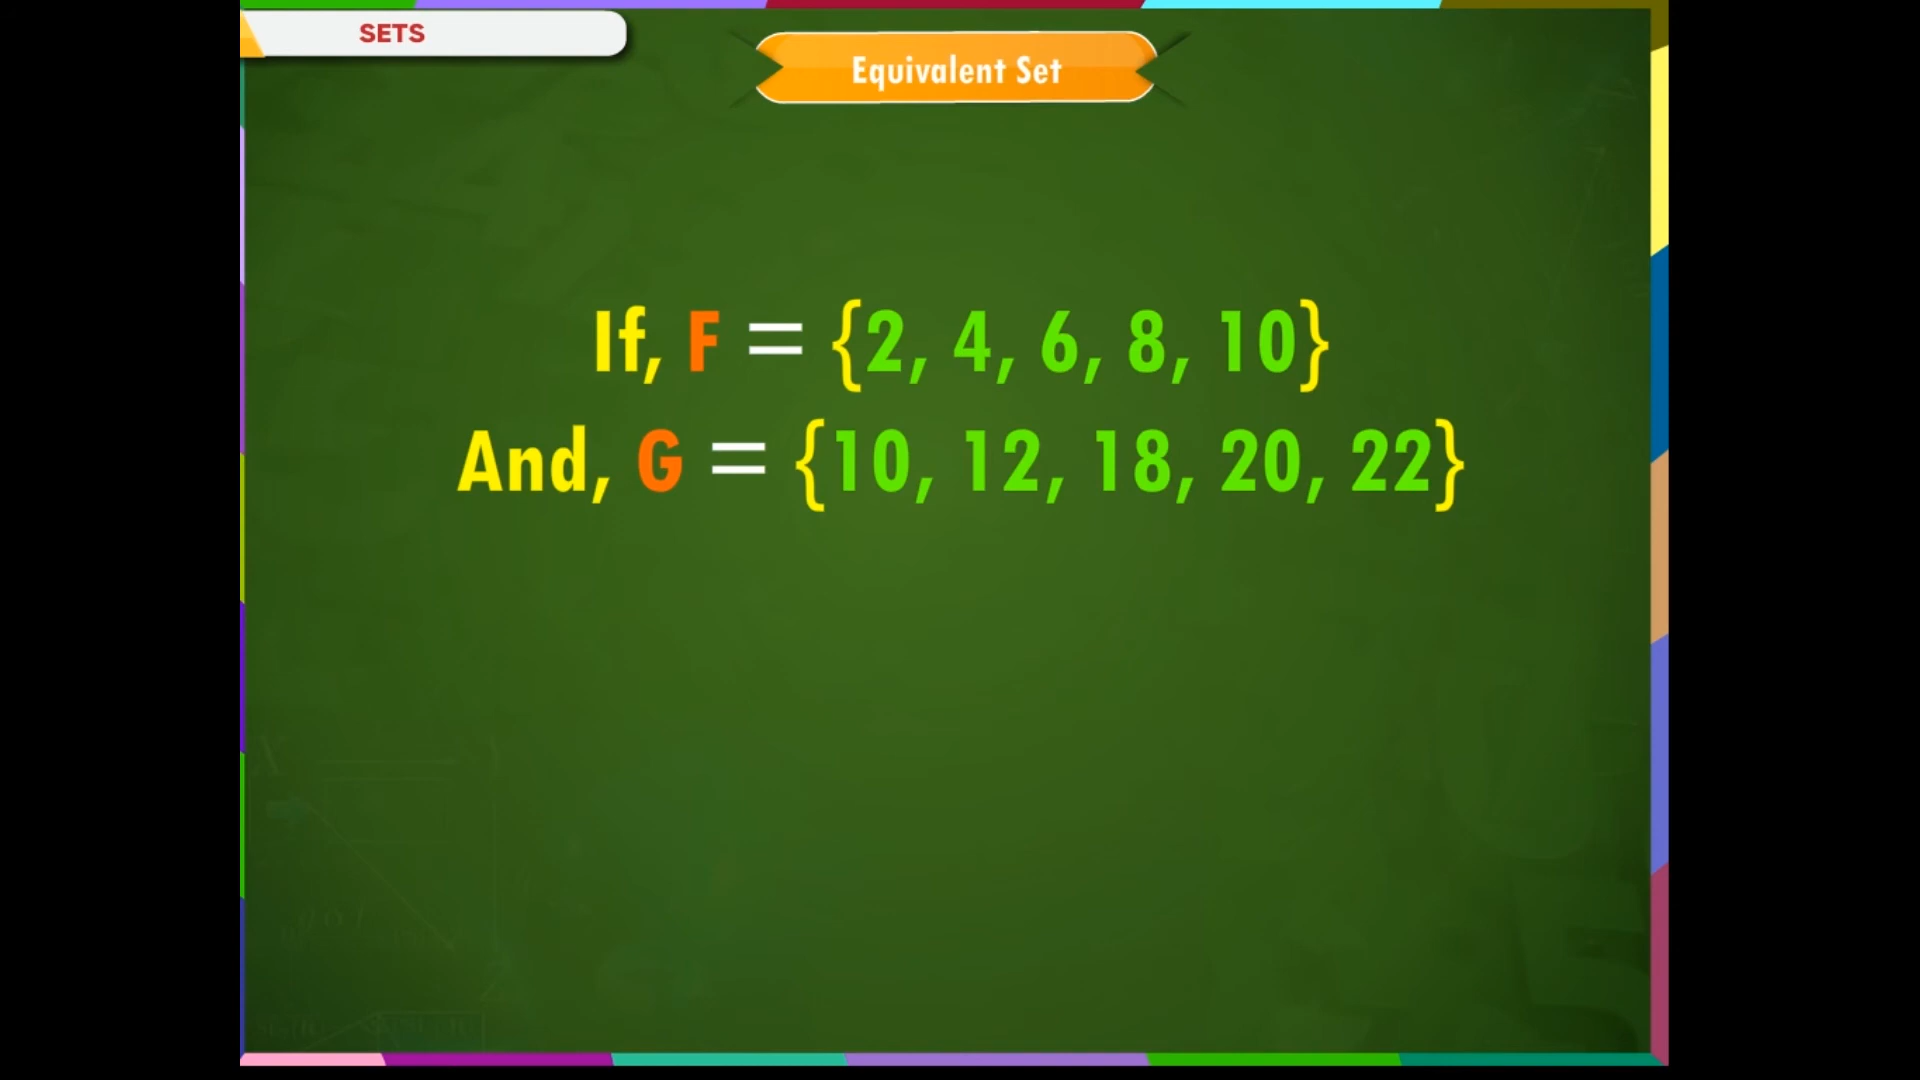 SETS
Equivalent Set
If, F = {2, 4, 6, 8, 10}
And, G = {10, 12, 18, 20, 22}